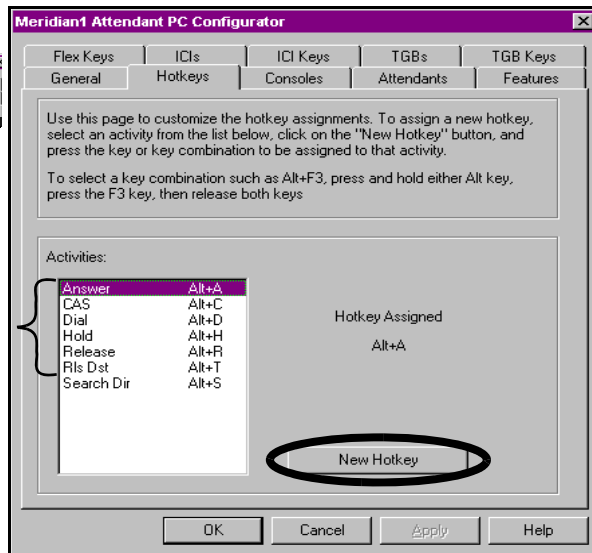 Meridian1 Attendant PC Configurator
Flex Keys ICIs ICI Keys TGBs TGB Keys
General Hotkeys Consoles Attendants Features
Use this page to customize the hotkey assignments. To assign a new hotkey,
select an activity from the list below, click on the "New Hotkey" button, and
press the key or key combination to be assigned to that activity.
To select a key combination such as Alt+F3, press and hold either Alt key,
press the F3 key, then release both keys
Activities:
Answer Alt+A
CAS Alt+C
Dial Alt+D
Hold Alt+H
Release Alt+R
Rls Dst Alt+T
Search Dir Alt+S
Hotkey Assigned
Alt+A
New Hotkey
OK Cancel Apply Help